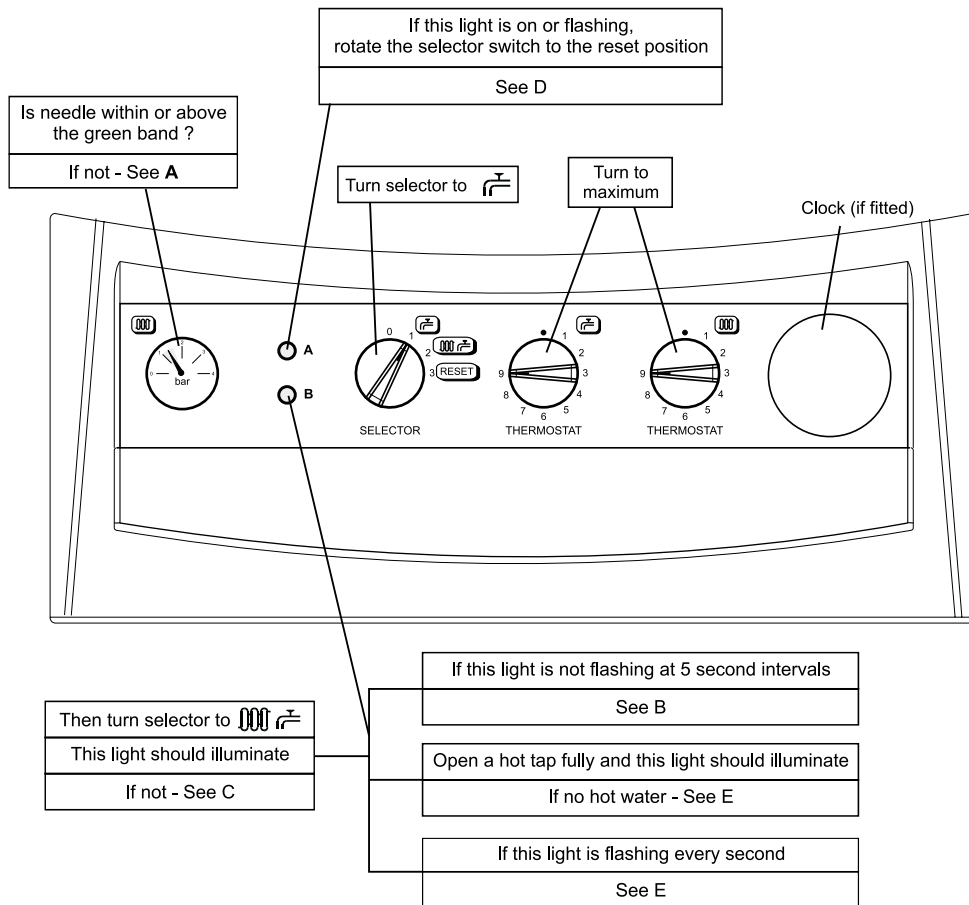 If this light is on or flashing,
rotate the selector switch to the reset position
See D
Is needle within or above
the green band ?
If not - See A
Turn selector to
Turn to
maximum
Clock (if fitted)
0 1 2 3 4
bar
A
B
0 1 2 3
RESET
SELECTOR
1 2 3 4 5 6 7 8 9
THERMOSTAT
1 2 3 4 5 6 7 8 9
THERMOSTAT
Then turn selector to
This light should illuminate
If not - See C
If this light is not flashing at 5 second intervals
See B
Open a hot tap fully and this light should illuminate
If no hot water - See E
If this light is flashing every second
See E